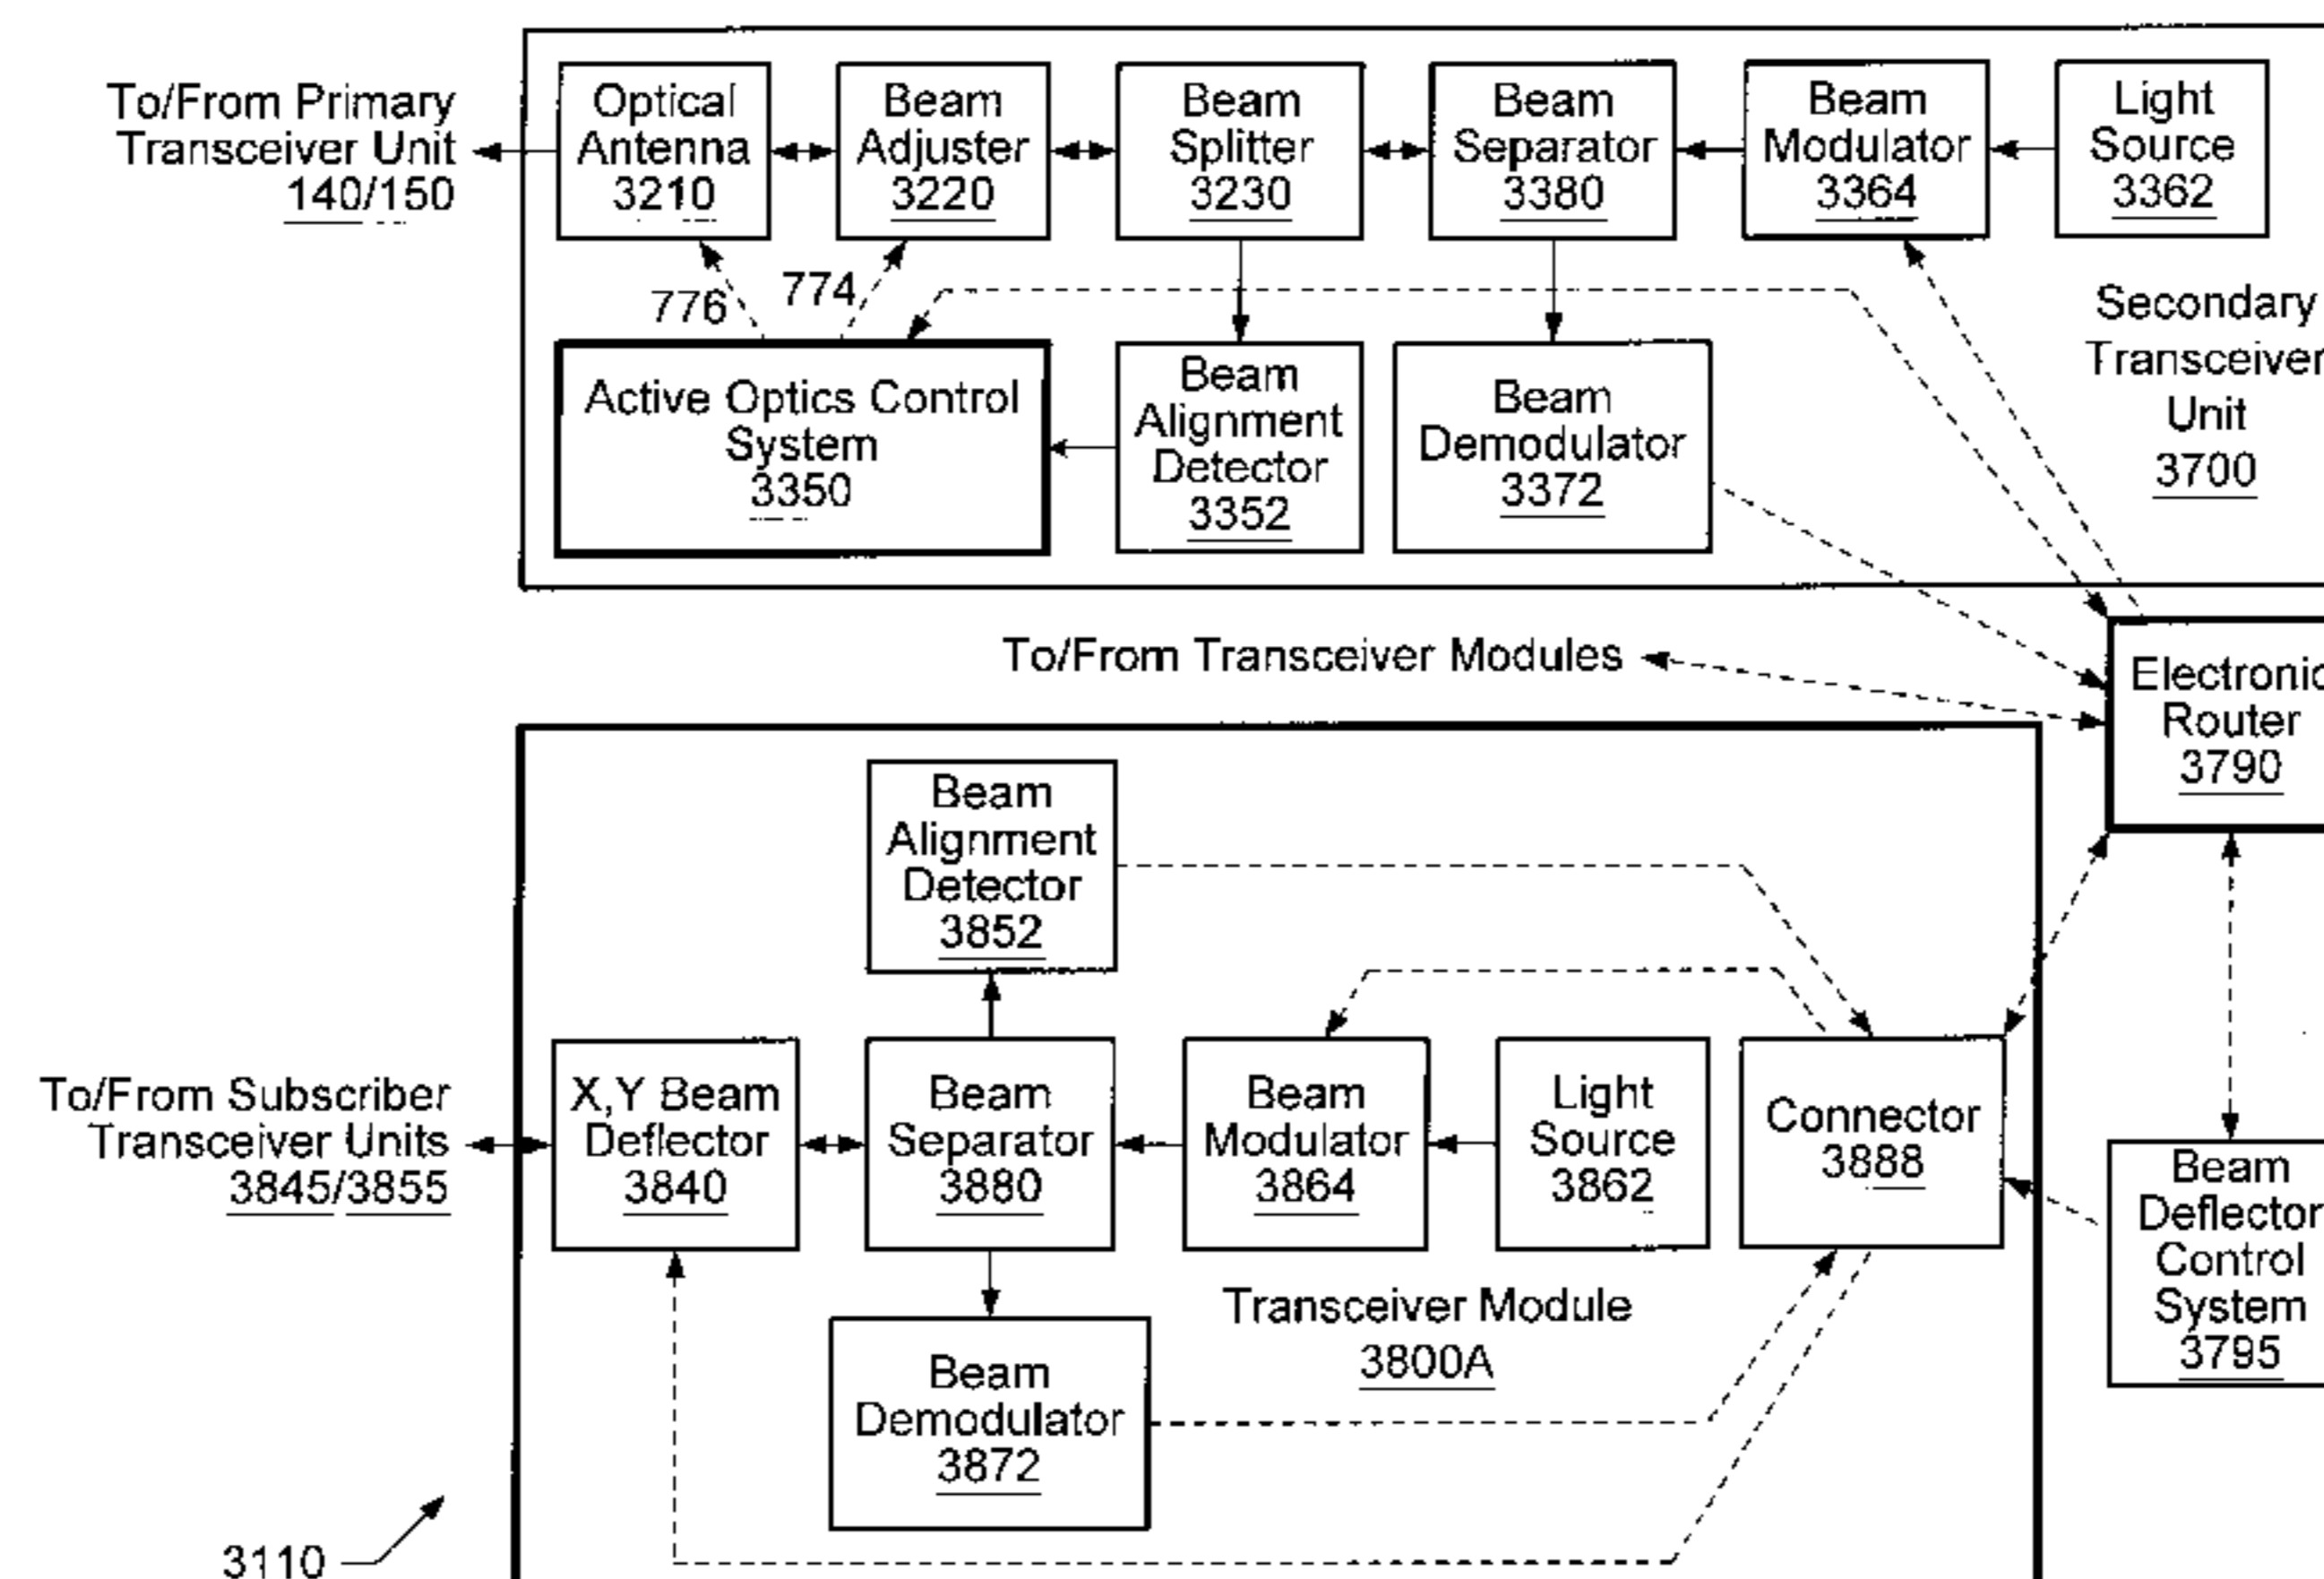 To/From Primary
Transceiver Unit
140/150
Optical
Antenna
3210
Beam
Adjuster
3220
Beam
Splitter
3230
Beam
Separator
3380
Beam
Modulator
3364
Light
Source
3362
776
774
Active Optics Control
System
3350
Beam
Alignment
Detector
3352
Beam
Demodulator
3372
Secondary
Transceiver
Unit
3700
To/From Transceiver Modules
Electronic
Router
3790
Beam
Alignment
Detector
3852
To/From Subscriber
Transceiver Units
3845/3855
X,Y Beam
Deflector
3840
Beam
Separator
3880
Beam
Modulator
3864
Light
Source
3862
Connector
3888
Beam
Deflector
Control
System
3795
Transceiver Module
3800A
Beam
Demodulator
3872
3110